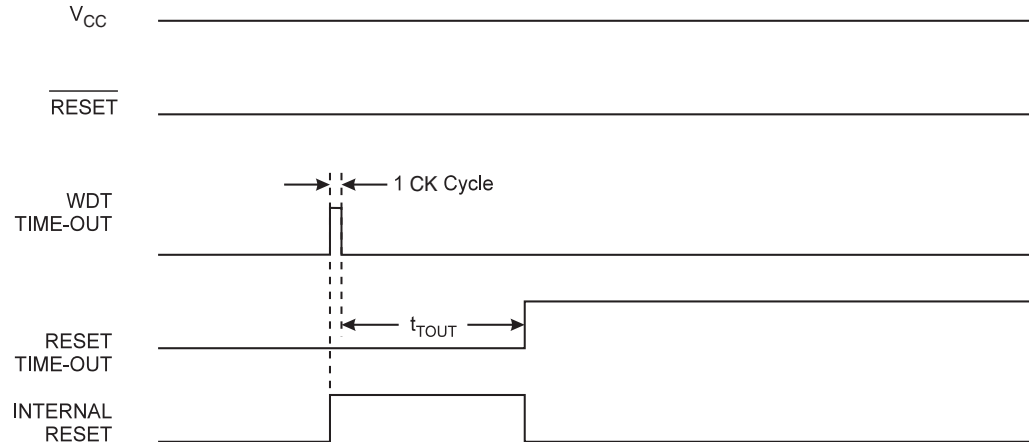 VCC
RESET
1 CK Cycle
WDT
TIME-OUT
tTOUT
RESET
TIME-OUT
INTERNAL
RESET